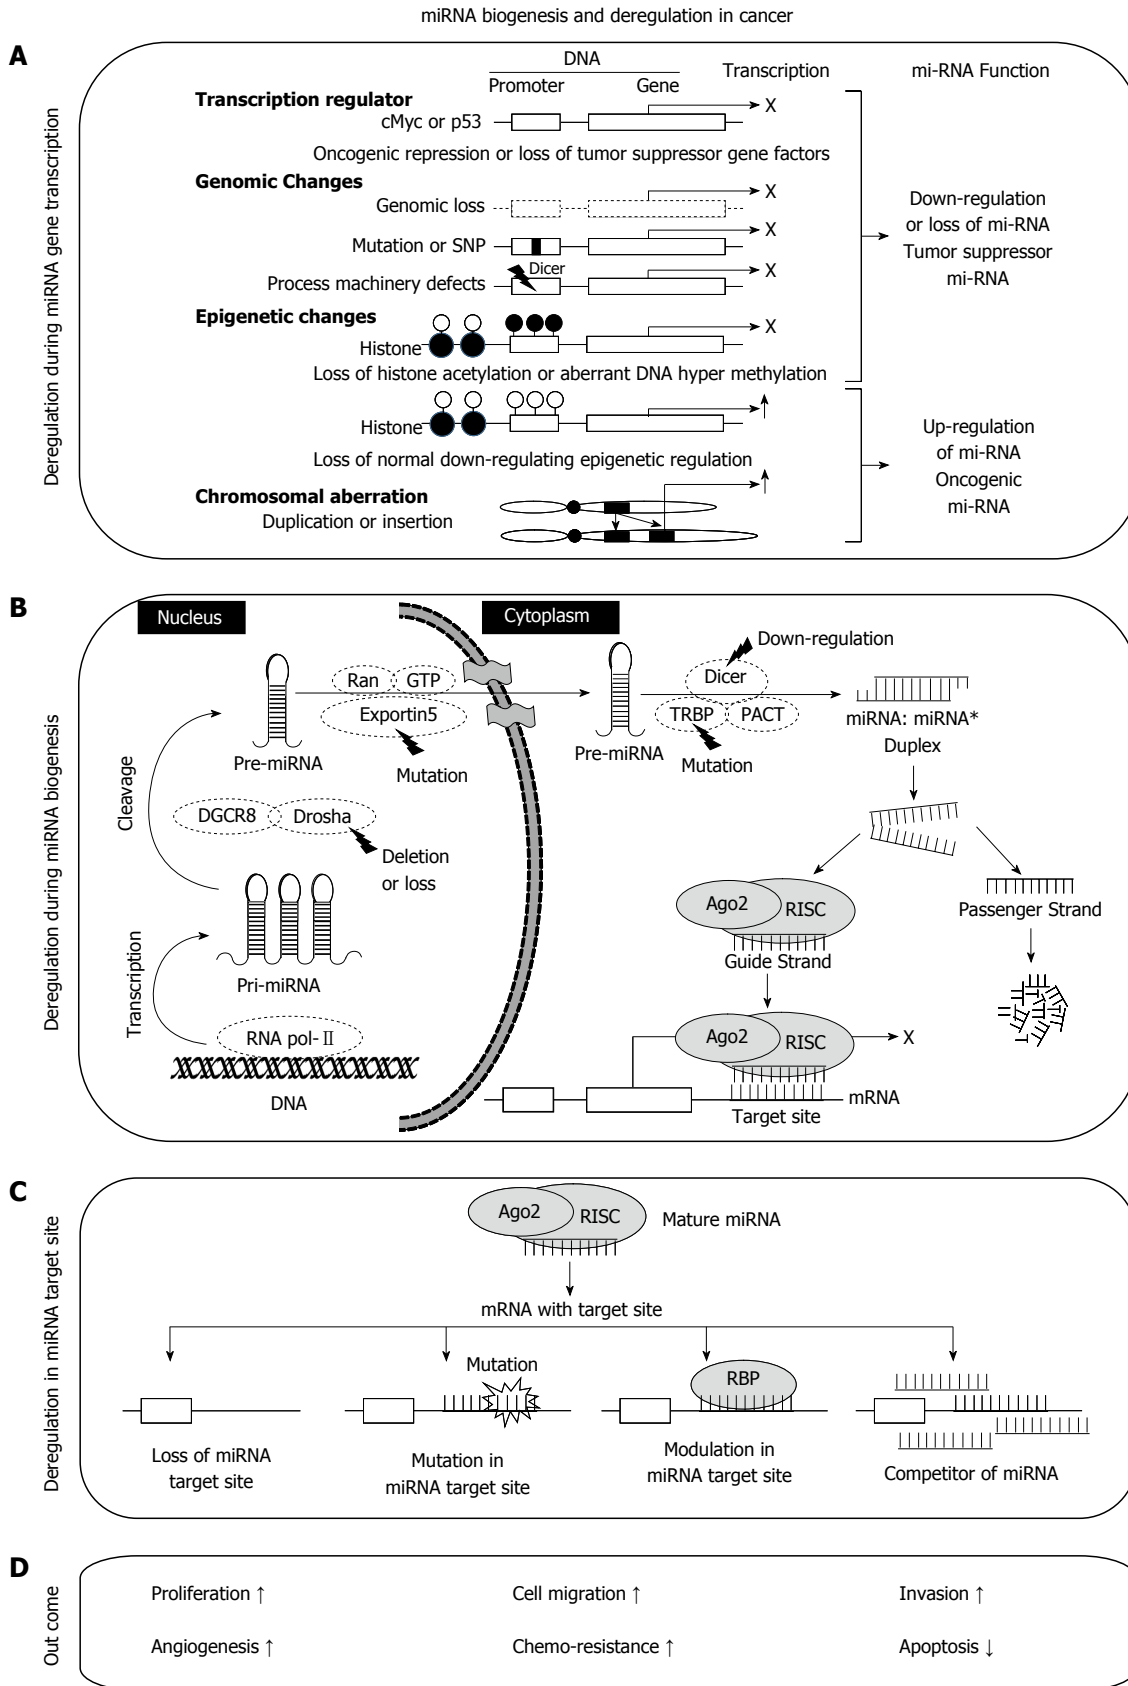 miRNA biogenesis and deregulation in cancer
A
Deregulation during miRNA gene transcription
DNA
Promoter Gene
Transcription
mi-RNA Function
Transcription regulator
X
cMyc or p53
Oncogenic repression or loss of tumor suppressor gene factors
Genomic Changes
X
Genomic loss
X
Mutation or SNP
Dicer
X
Process machinery defects
Epigenetic changes
X
Histone
Loss of histone acetylation or aberrant DNA hyper methylation
Down-regulation
or loss of mi-RNA
Tumor suppressor
mi-RNA
↑
Histone
Loss of normal down-regulating epigenetic regulation
↑
Chromosomal aberration
Duplication or insertion
Up-regulation
of mi-RNA
Oncogenic
mi-RNA
B
Deregulation during miRNA biogenesis
Nucleus
Cytoplasm
Ran GTP
Exportin5
Mutation
Pre-miRNA
Cleavage
DGCR8 Drosha
Deletion
or loss
Pri-miRNA
Transcription
RNA pol-Ⅱ
DNA
Pre-miRNA
Down-regulation
Dicer
TRBP PACT
Mutation
miRNA: miRNA*
Duplex
Ago2 RISC
Guide Strand
Passenger Strand
Ago2 RISC
X
mRNA
Target site
C
Deregulation in miRNA target site
Ago2 RISC
Mature miRNA
mRNA with target site
Loss of miRNA
target site
Mutation
Mutation in
miRNA target site
RBP
Modulation in
miRNA target site
Competitor of miRNA
D
Out come
Proliferation ↑ Cell migration ↑ Invasion ↑
Angiogenesis ↑ Chemo-resistance ↑ Apoptosis ↓